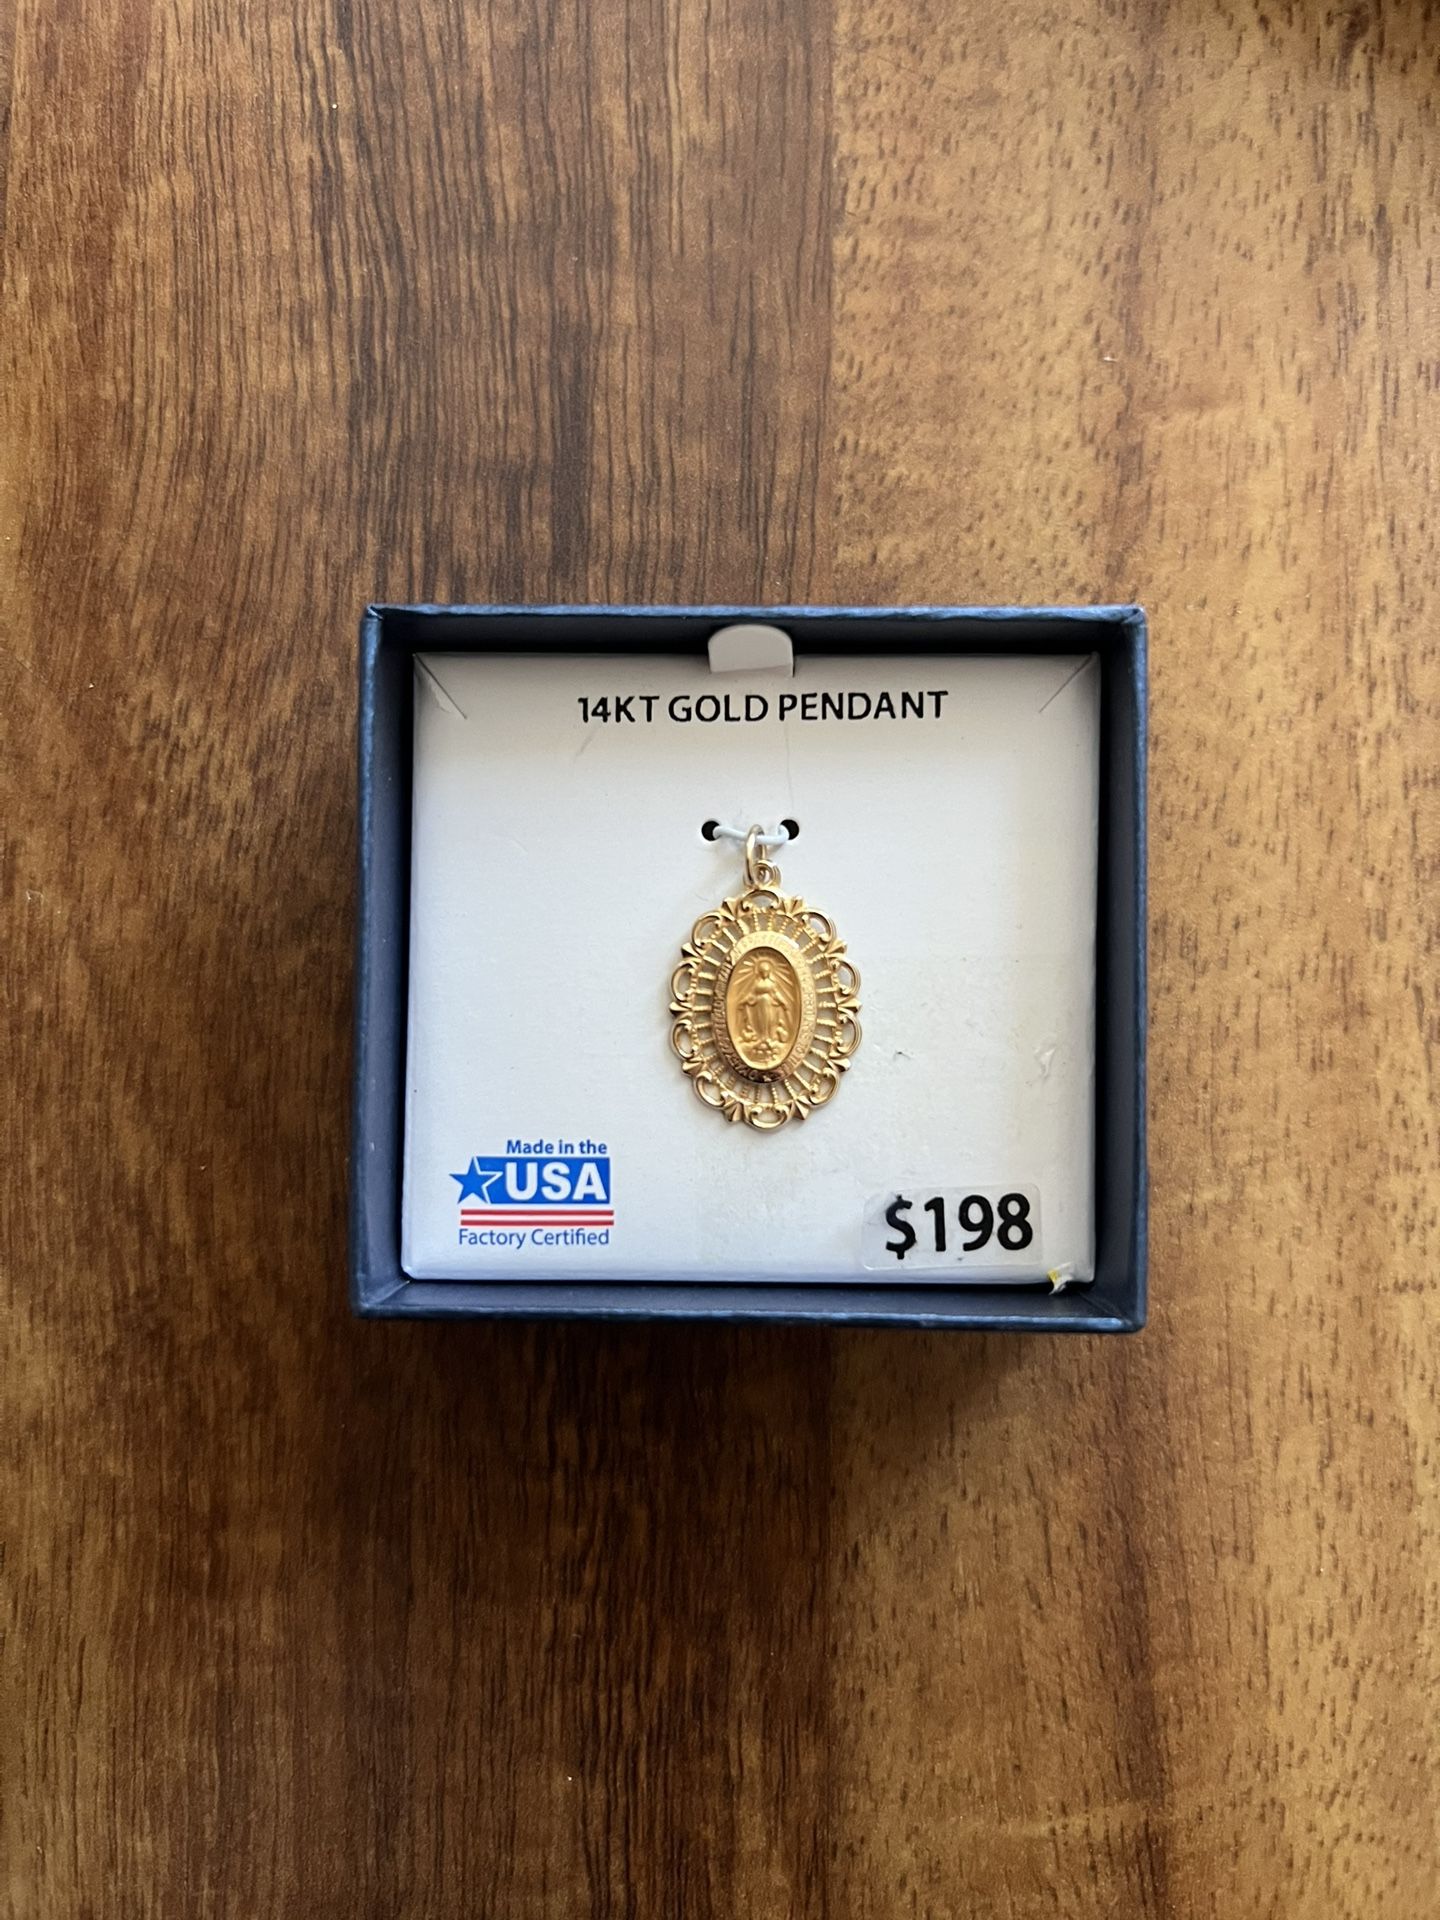 14KT GOLD PENDANT
Made in the
USA
Factory Certified
$198